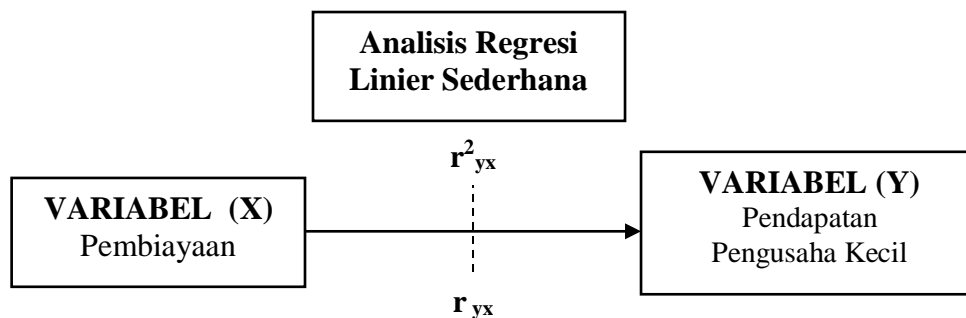 Analisis Regresi
Linier Sederhana
r²yx
VARIABEL (X)
Pembiayaan
VARIABEL (Y)
Pendapatan
Pengusaha Kecil
r yx